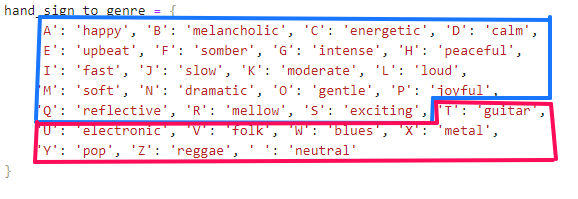 hand_sign_to_genre = {
'A': 'happy', 'B': 'melancholic', 'C': 'energetic', 'D': 'calm',
'E': 'upbeat', 'F': 'somber', 'G': 'intense', 'H': 'peaceful',
'I': 'fast', 'J': 'slow', 'K': 'moderate', 'L': 'loud',
'M': 'soft', 'N': 'dramatic', 'O': 'gentle', 'P': 'joyful',
'Q': 'reflective', 'R': 'mellow', 'S': 'exciting', 'T': 'guitar',
'U': 'electronic', 'V': 'folk', 'W': 'blues', 'X': 'metal',
'Y': 'pop', 'Z': 'reggae', ' ': 'neutral'
}